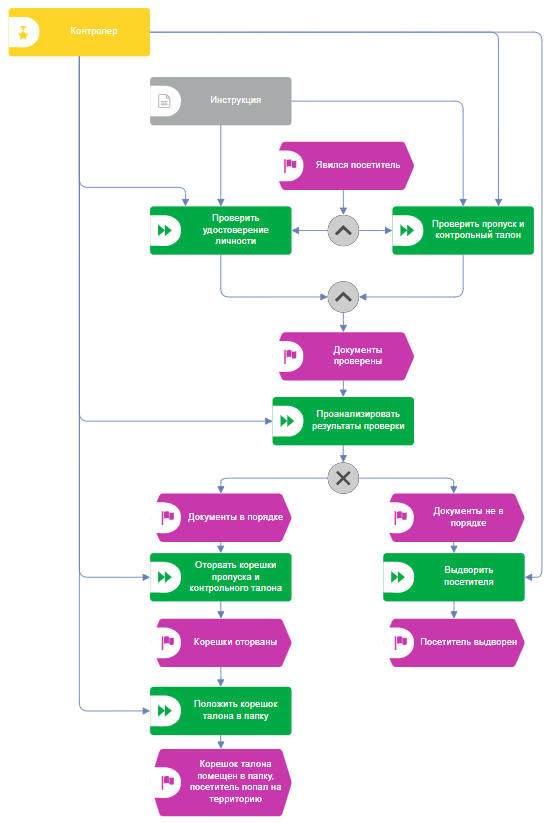 Контролер
Инструкция
Явился посетитель
Проверить
удостоверение
личности
Проверить пропуск и
контрольный талон
Документы
проверены
Проанализировать
результаты проверки
Документы в порядке
Документы не в
порядке
Оторвать корешки
пропуска и
контрольного талона
Выдворить
посетителя
Корешки оторваны
Посетитель выдворен
Положить корешок
талона в папку
Корешок талона
помещен в папку,
посетитель попал на
территорию